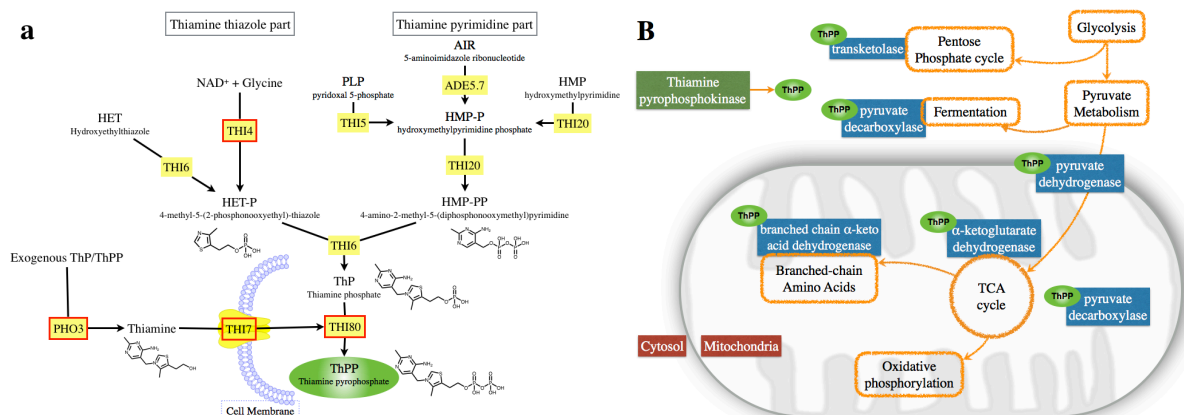 a
Thiamine thiazole part
Thiamine pyrimidine part
AIR
5-aminoimidazole ribonucleotide
NAD⁺ + Glycine
PLP
pyridoxal 5-phosphate
ADE5.7
HMP
hydroxymethylpyrimidine
HET
Hydroxyethylthiazole
THI4
THI5
HMP-P
hydroxymethylpyrimidine phosphate
THI20
THI6
THI20
HET-P
4-methyl-5-(2-phosphonooxyethyl)-thiazole
HMP-PP
4-amino-2-methyl-5-(diphosphonooxymethyl)pyrimidine
THI6
Exogenous ThP/ThPP
ThP
Thiamine phosphate
PHO3
Thiamine
THI7
THI80
ThPP
Thiamine pyrophosphate
Cell Membrane
B
ThPP
transketolase
Pentose
Phosphate cycle
Glycolysis
Thiamine
pyrophosphokinase
ThPP
ThPP
pyruvate
decarboxylase
Fermentation
Pyruvate
Metabolism
ThPP
pyruvate
dehydrogenase
ThPP
branched chain α-keto
acid dehydrogenase
ThPP
α-ketoglutarate
dehydrogenase
Branched-chain
Amino Acids
TCA
cycle
ThPP
pyruvate
decarboxylase
Cytosol
Mitochondria
Oxidative
phosphorylation